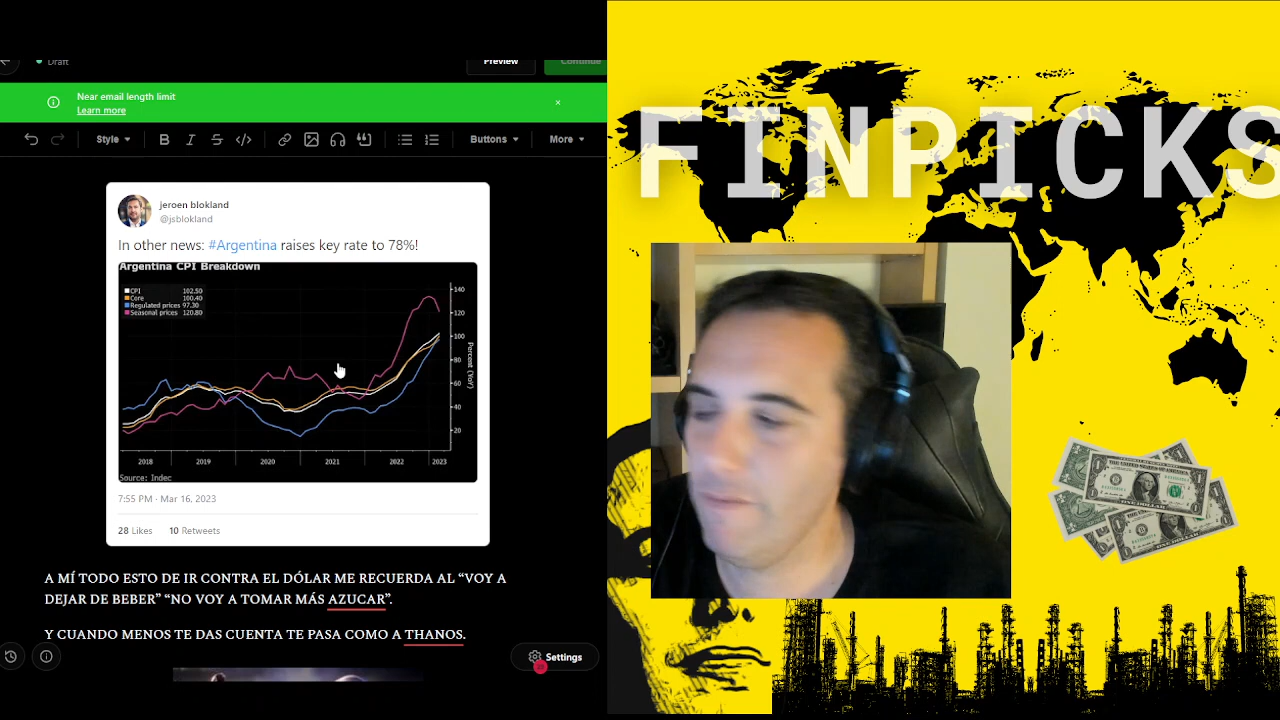 Draft
Preview
Continue
Near email length limit
Learn more
Style
Buttons
More
jeroen blokland
@jsblokland
In other news: #Argentina raises key rate to 78%!
Argentina CPI Breakdown
CPI 102.50
Core 100.40
Regulated prices 97.30
Seasonal prices 120.80
140
120
100
80
60
40
20
Percent (YoY)
2018 2019 2020 2021 2022 2023
Source: Indec
7:55 PM · Mar 16, 2023
28 Likes 10 Retweets
A MÍ TODO ESTO DE IR CONTRA EL DÓLAR ME RECUERDA AL “VOY A
DEJAR DE BEBER” “NO VOY A TOMAR MÁS AZUCAR”.
Y CUANDO MENOS TE DAS CUENTA TE PASA COMO A THANOS.
Settings
FINPICKS